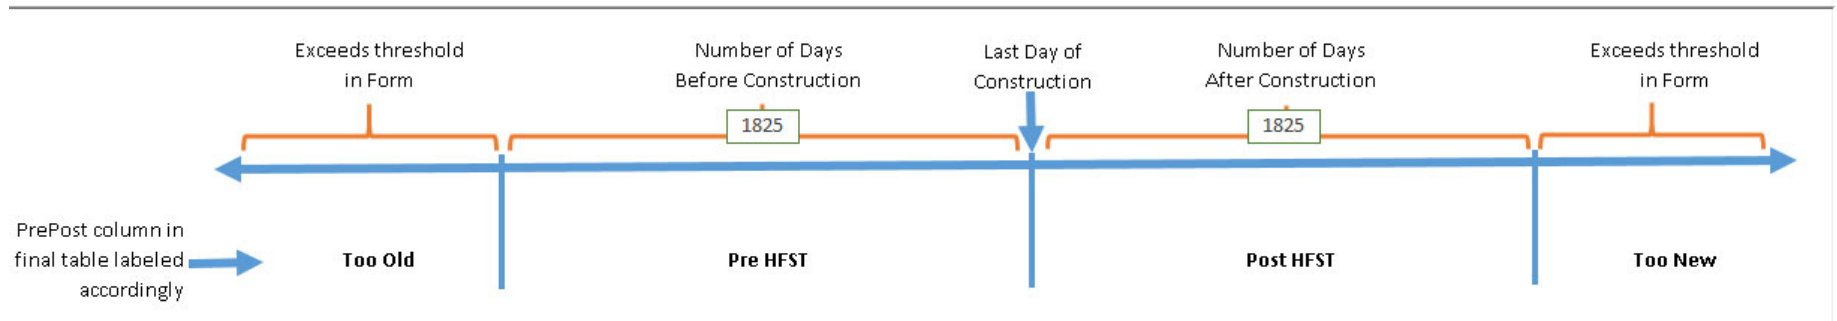 Exceeds threshold
in Form
Number of Days
Before Construction
1825
Last Day of
Construction
Number of Days
After Construction
1825
Exceeds threshold
in Form
PrePost column in
final table labeled
accordingly
Too Old
Pre HFST
Post HFST
Too New